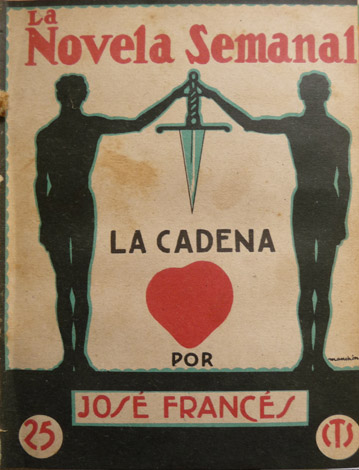 La
Novela Semanal
LA CADENA
POR
JOSÉ FRANCÉS
25 CTS